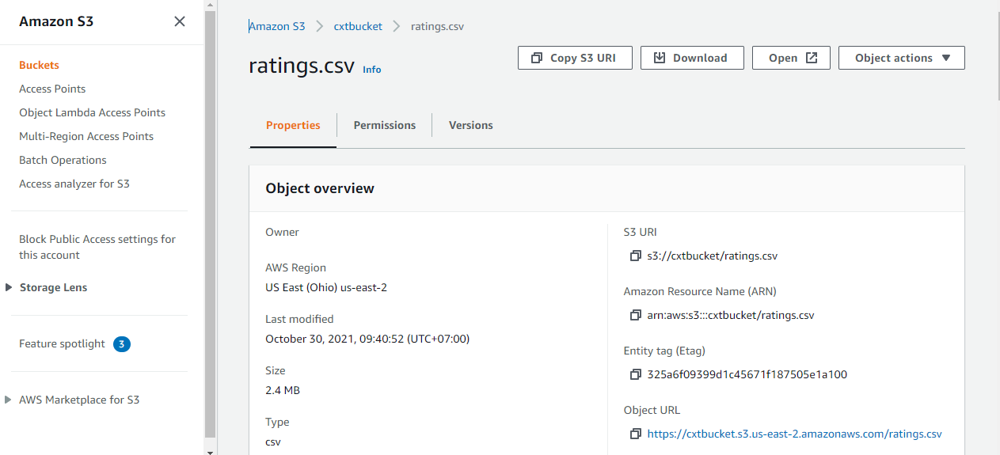 Amazon S3
Buckets
Access Points
Object Lambda Access Points
Multi-Region Access Points
Batch Operations
Access analyzer for S3
Block Public Access settings for
this account
Storage Lens
Feature spotlight 3
AWS Marketplace for S3
Amazon S3 > cxtbucket > ratings.csv
ratings.csv Info
Copy S3 URI Download Open Object actions
Properties Permissions Versions
Object overview
Owner
AWS Region
US East (Ohio) us-east-2
Last modified
October 30, 2021, 09:40:52 (UTC+07:00)
Size
2.4 MB
Type
csv
S3 URI
s3://cxtbucket/ratings.csv
Amazon Resource Name (ARN)
arn:aws:s3:::cxtbucket/ratings.csv
Entity tag (Etag)
325a6f09399d1c45671f187505e1a100
Object URL
https://cxtbucket.s3.us-east-2.amazonaws.com/ratings.csv